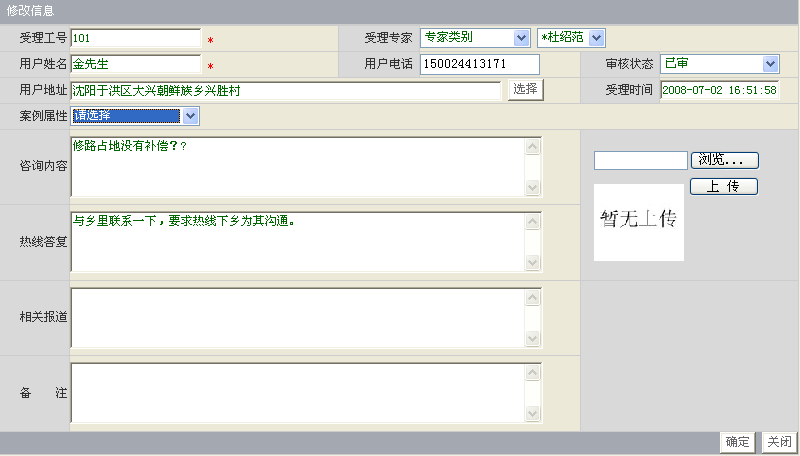 修改信息
受理工号 101 * 受理专家 专家类别 *杜绍范
用户姓名 金先生 * 用户电话 150024413171 审核状态 已审
用户地址 沈阳于洪区大兴朝鲜族乡兴胜村 选择 受理时间 2008-07-02 16:51:58
案例属性 请选择
咨询内容 修路占地没有补偿??
浏览...
上 传
暂无上传
热线答复 与乡里联系一下,要求热线下乡为其沟通。
相关报道
备 注
确定 关闭